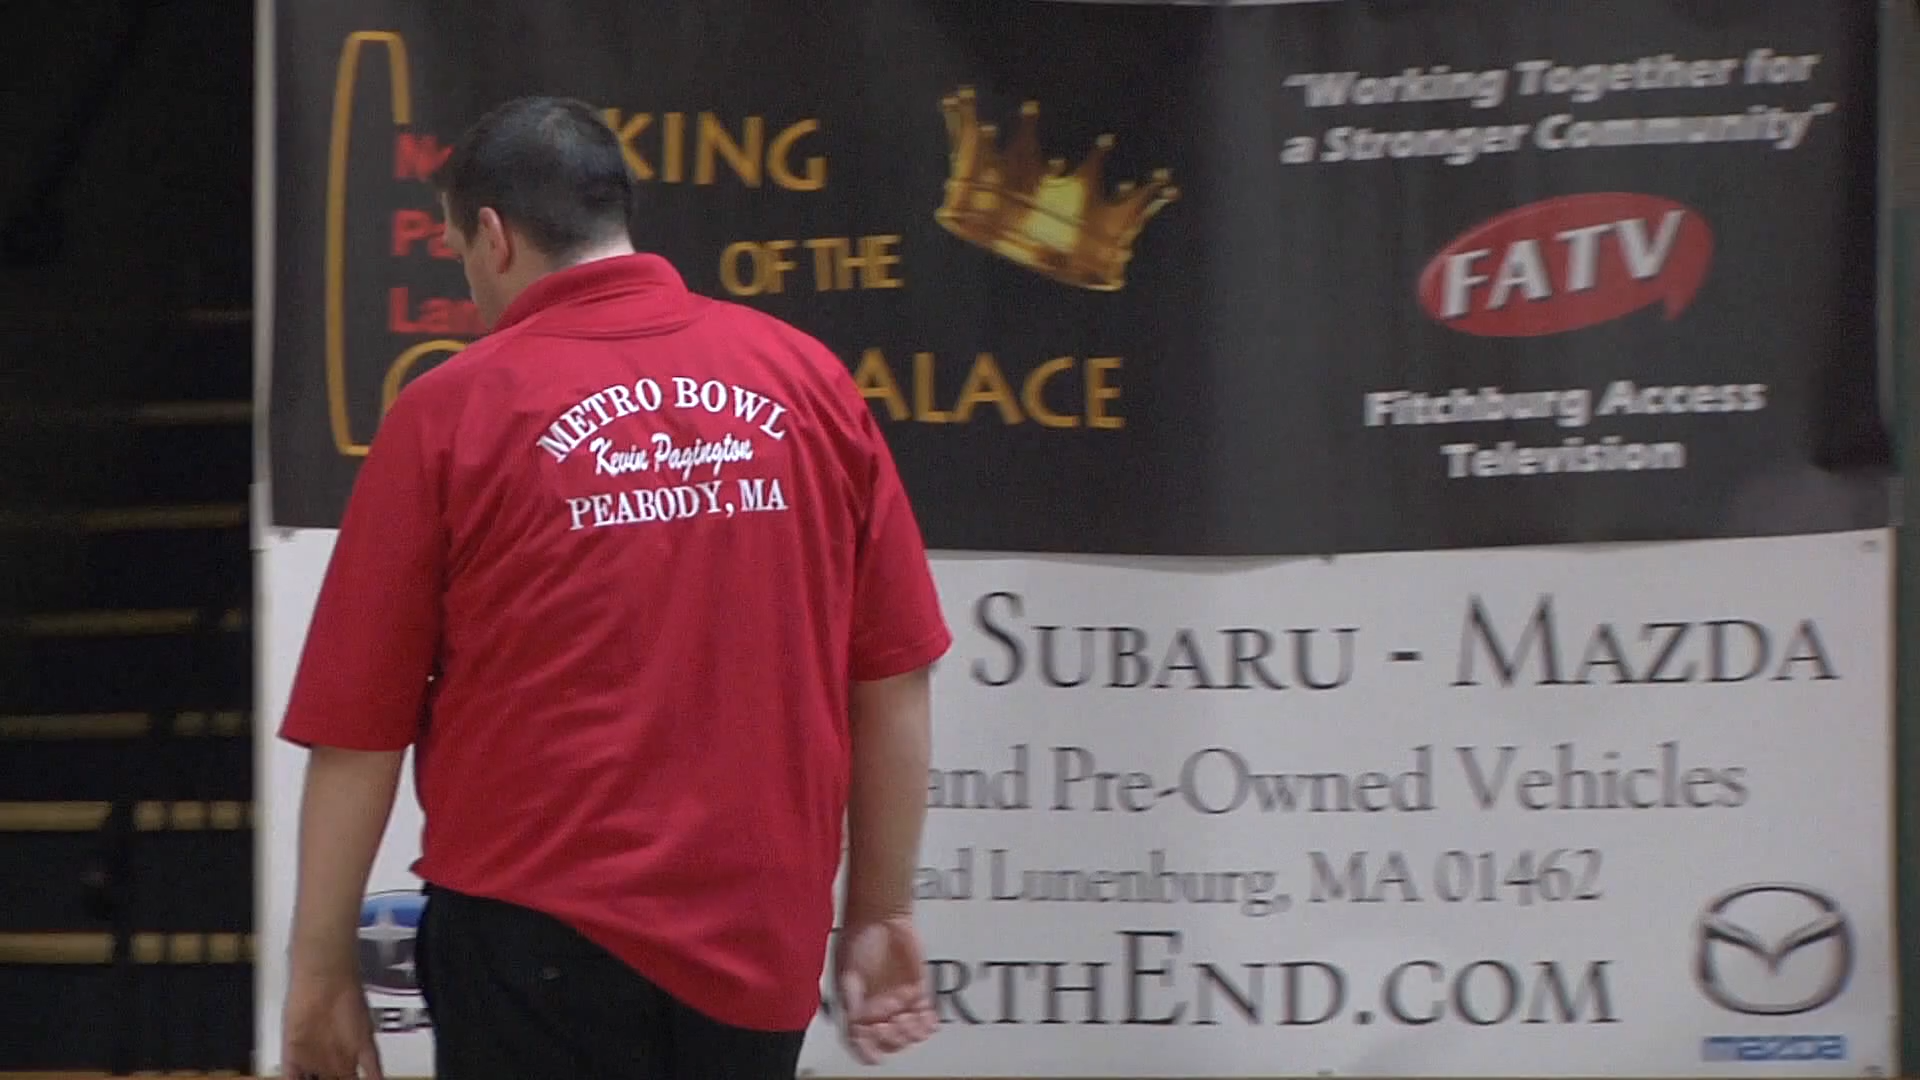 KING
OF THE
ALACE
"Working Together for
a Stronger Community"
FATV
Fitchburg Access
Television
METRO BOWL
Kevin Pagington
PEABODY, MA
SUBARU - MAZDA
and Pre-Owned Vehicles
Lunenburg, MA 01462
RTHEND.COM
mazda